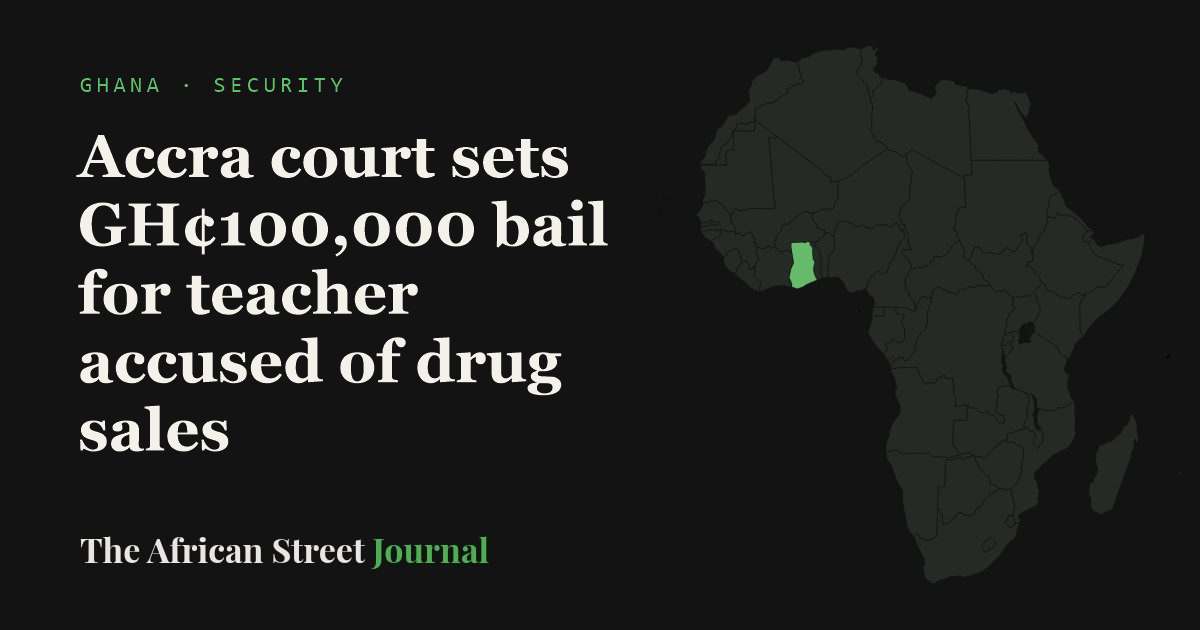 GHANA · SECURITY
Accra court sets
GH¢100,000 bail
for teacher
accused of drug
sales
The African Street Journal